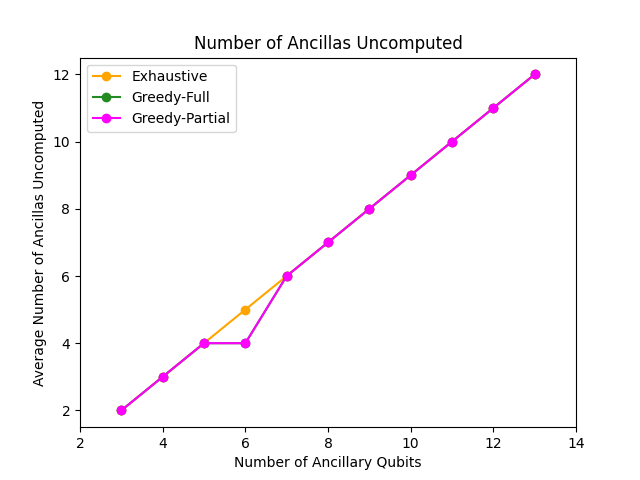 Number of Ancillas Uncomputed
Exhaustive
Greedy-Full
Greedy-Partial
Average Number of Ancillas Uncomputed
12
10
8
6
4
2
2 4 6 8 10 12 14
Number of Ancillary Qubits